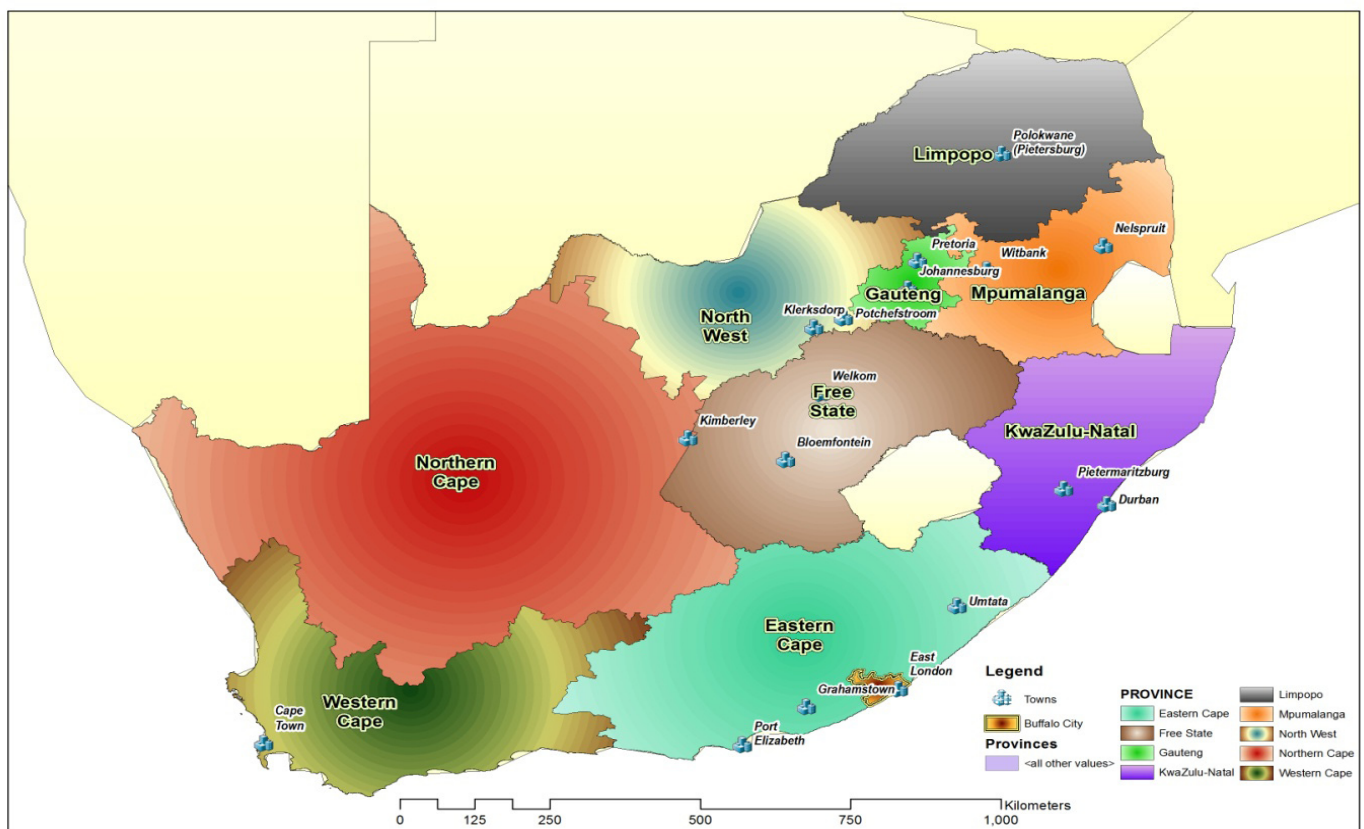 Polokwane
(Pietersburg)
Limpopo
Nelspruit
Pretoria
Witbank
Johannesburg
Gauteng
Mpumalanga
Klerksdorp
Potchefstroom
North
West
Welkom
Free
State
Kimberley
Bloemfontein
KwaZulu-Natal
Northern
Cape
Pietermaritzburg
Durban
Umtata
Eastern
Cape
East
London
Grahamstown
Western
Cape
Cape
Town
Port
Elizabeth
Legend
Towns
Buffalo City
Provinces
<all other values>
PROVINCE
Eastern Cape
Free State
Gauteng
KwaZulu-Natal
Limpopo
Mpumalanga
North West
Northern Cape
Western Cape
Kilometers
0 125 250 500 750 1,000